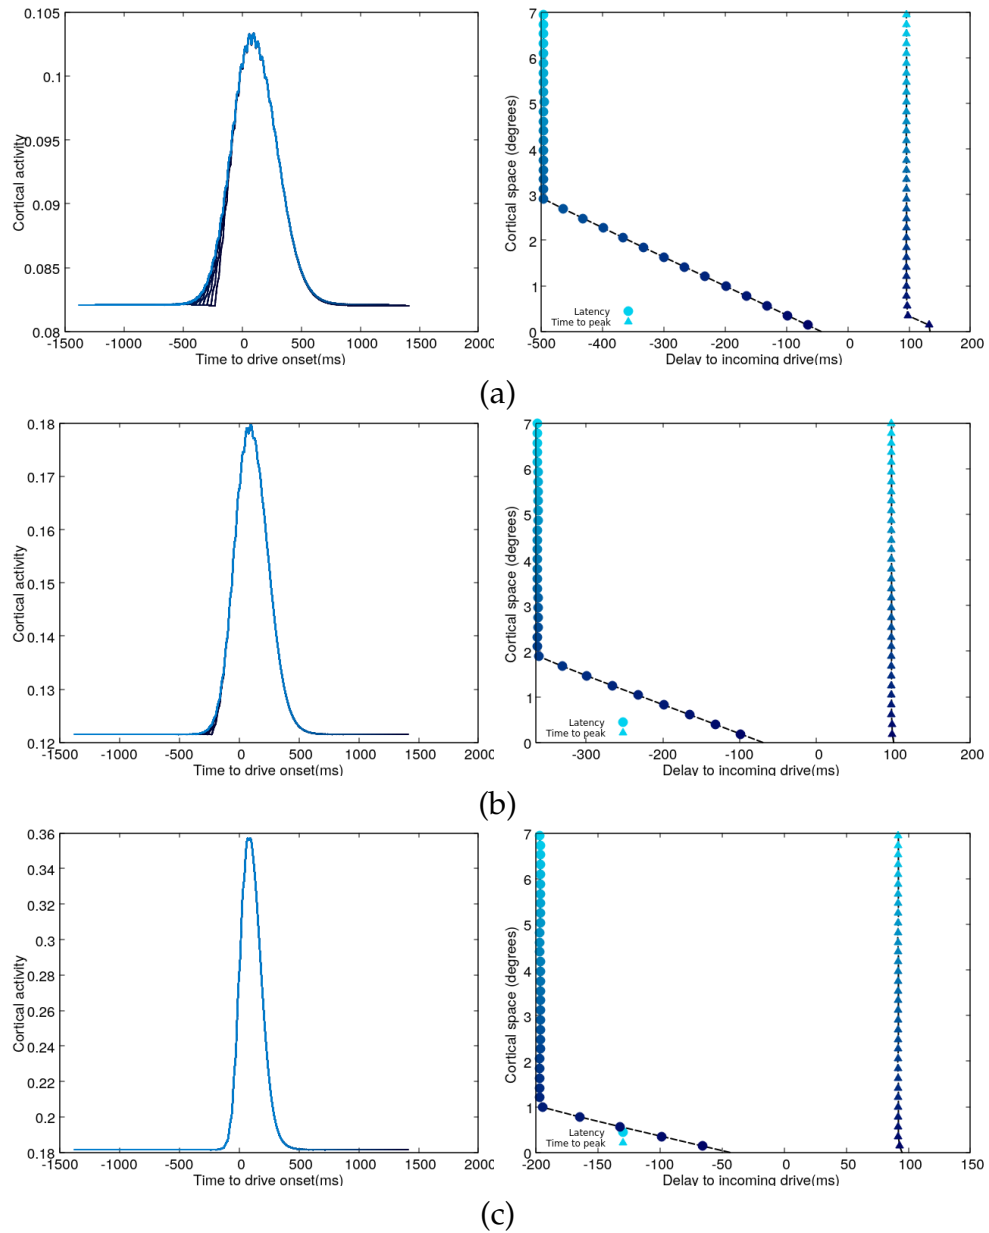 0.105
0.1
0.095
0.09
0.085
0.08
Cortical activity
-1500 -1000 -500 0 500 1000 1500 2000
Time to drive onset(ms)
7
6
5
4
3
2
1
0
Cortical space (degrees)
Latency
Time to peak
-500 -400 -300 -200 -100 0 100 200
Delay to incoming drive(ms)
(a)
0.18
0.17
0.16
0.15
0.14
0.13
0.12
Cortical activity
-1500 -1000 -500 0 500 1000 1500 2000
Time to drive onset(ms)
7
6
5
4
3
2
1
0
Cortical space (degrees)
Latency
Time to peak
-300 -200 -100 0 100 200
Delay to incoming drive(ms)
(b)
0.36
0.34
0.32
0.3
0.28
0.26
0.24
0.22
0.2
0.18
Cortical activity
-1500 -1000 -500 0 500 1000 1500 2000
Time to drive onset(ms)
7
6
5
4
3
2
1
0
Cortical space (degrees)
Latency
Time to peak
-200 -150 -100 -50 0 50 100 150
Delay to incoming drive(ms)
(c)